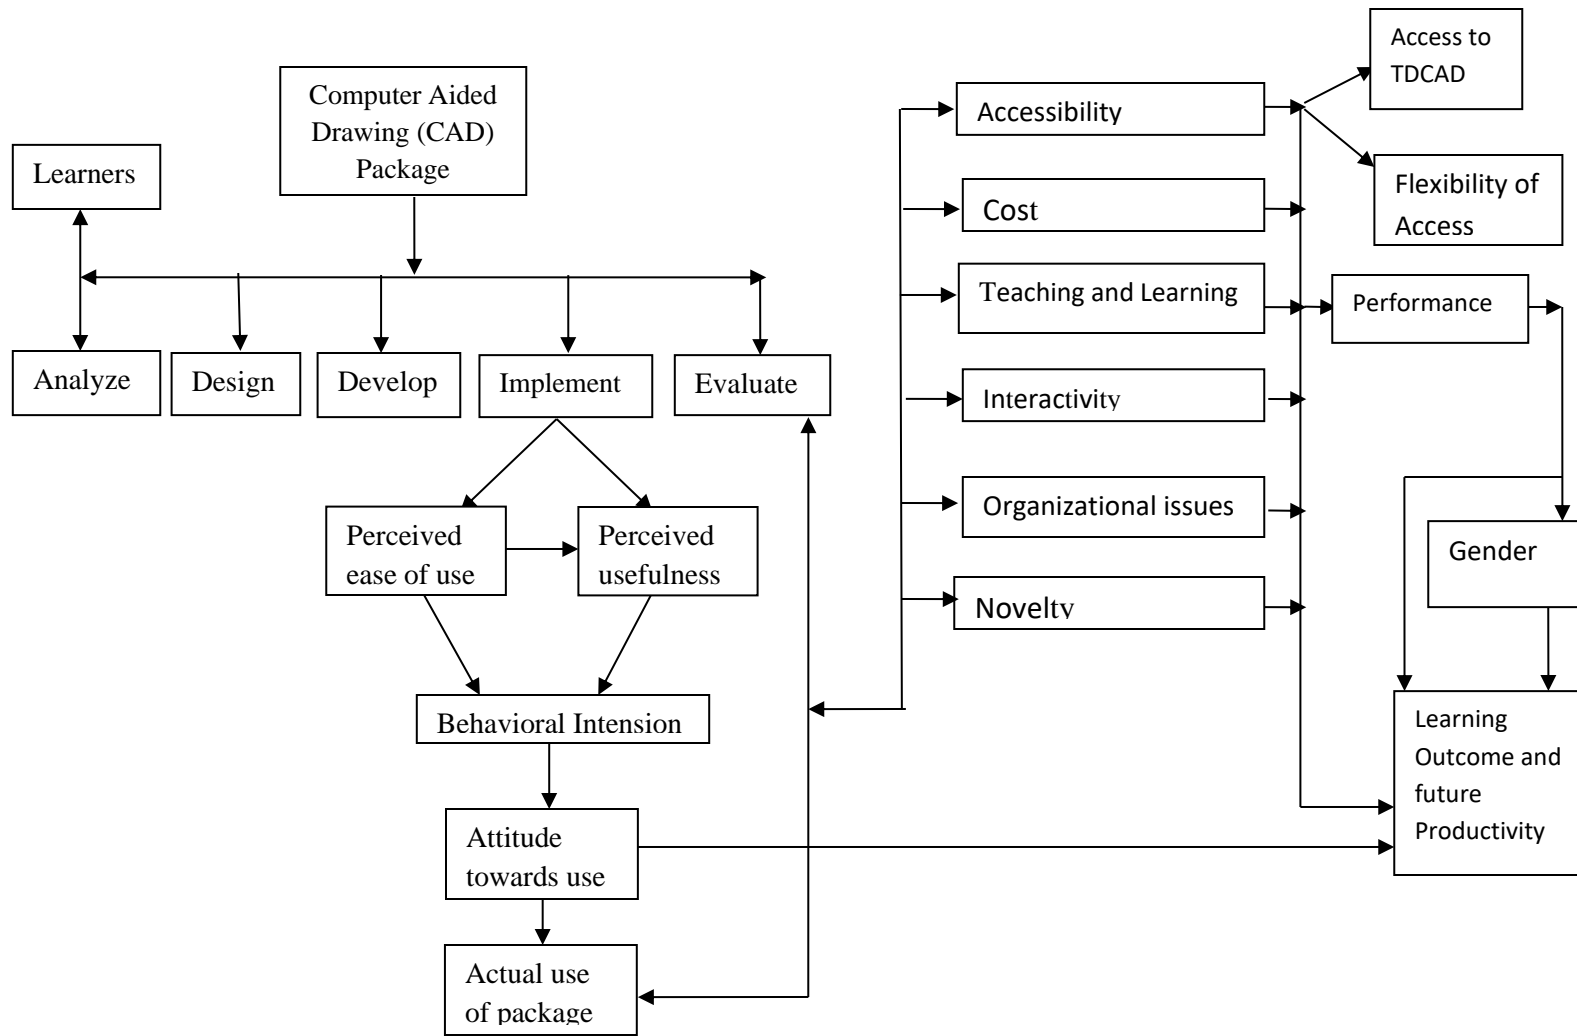 Computer Aided
Drawing (CAD)
Package
Learners
Analyze
Design
Develop
Implement
Evaluate
Perceived
ease of use
Perceived
usefulness
Behavioral Intension
Attitude
towards use
Actual use
of package
Accessibility
Cost
Teaching and Learning
Interactivity
Organizational issues
Novelty
Access to
TDCAD
Flexibility of
Access
Performance
Gender
Learning
Outcome and
future
Productivity